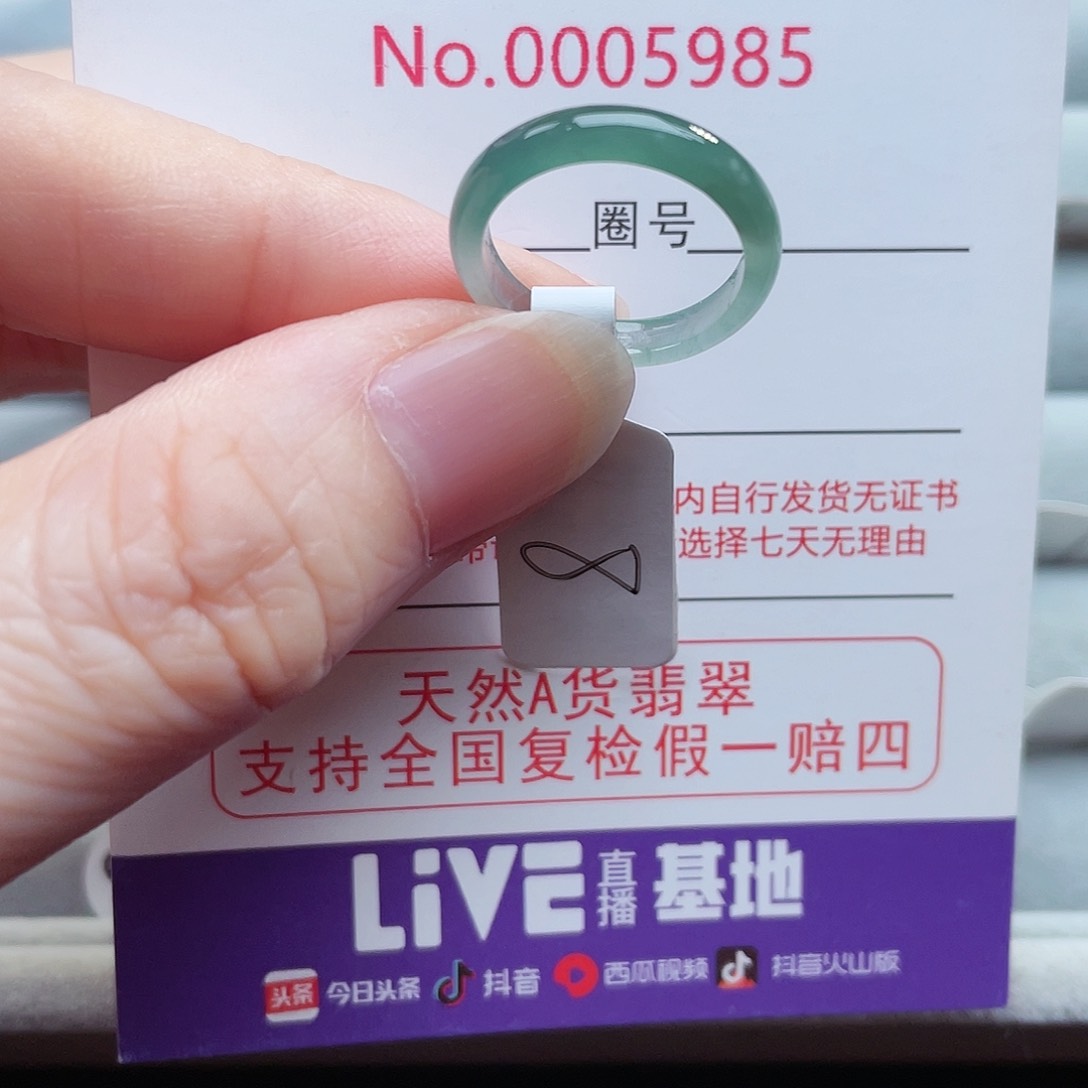 No.0005985
圈号
内自行发货无证书
选择七天无理由
天然A货翡翠
支持全国复检假一赔四
LiVE直播基地
头条 今日头条 抖音 西瓜视频 抖音火山版